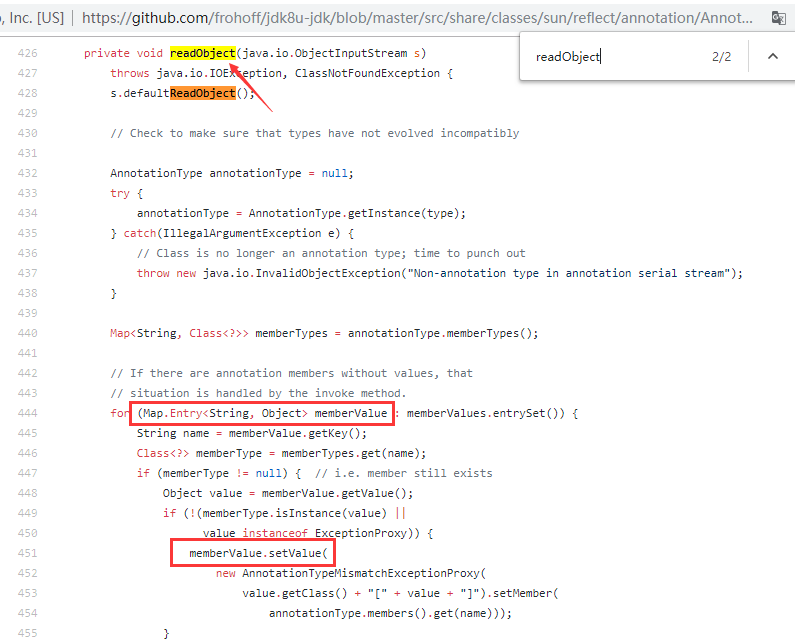 , Inc. [US] | https://github.com/frohoff/jdk8u-jdk/blob/master/src/share/classes/sun/reflect/annotation/Annot...
readObject 2/2
426 private void readObject(java.io.ObjectInputStream s)
427 throws java.io.IOException, ClassNotFoundException {
428 s.defaultReadObject();
429
430 // Check to make sure that types have not evolved incompatibly
431
432 AnnotationType annotationType = null;
433 try {
434 annotationType = AnnotationType.getInstance(type);
435 } catch(IllegalArgumentException e) {
436 // Class is no longer an annotation type; time to punch out
437 throw new java.io.InvalidObjectException("Non-annotation type in annotation serial stream");
438 }
439
440 Map<String, Class<?>> memberTypes = annotationType.memberTypes();
441
442 // If there are annotation members without values, that
443 // situation is handled by the invoke method.
444 for (Map.Entry<String, Object> memberValue : memberValues.entrySet()) {
445 String name = memberValue.getKey();
446 Class<?> memberType = memberTypes.get(name);
447 if (memberType != null) { // i.e. member still exists
448 Object value = memberValue.getValue();
449 if (!(memberType.isInstance(value) ||
450 value instanceof ExceptionProxy)) {
451 memberValue.setValue(
452 new AnnotationTypeMismatchExceptionProxy(
453 value.getClass() + "[" + value + "]").setMember(
454 annotationType.members().get(name)));
455 }